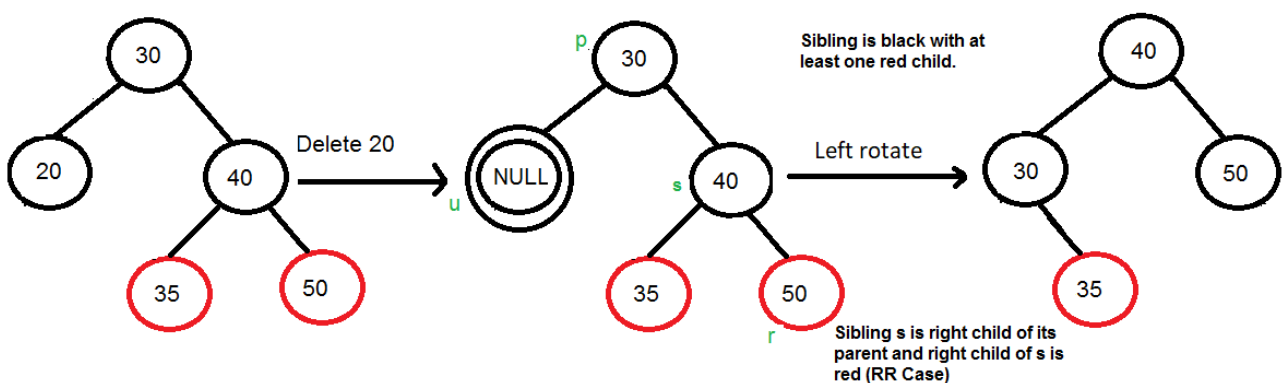 30
20
40
35
50
Delete 20
p
30
NULL
u
s
40
35
50
r
Sibling is black with at
least one red child.
Left rotate
Sibling s is right child of its
parent and right child of s is
red (RR Case)
40
30
50
35